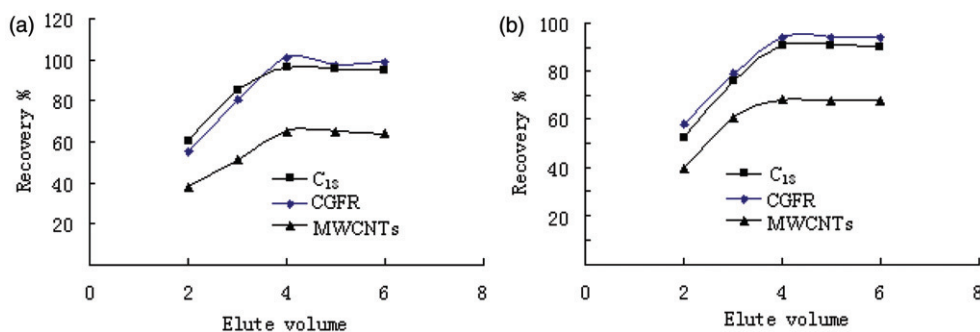 (a)
120
100
80
60
40
20
0 2 4 6 8
Recovery %
Elute volume
C1s
CGFR
MWCNTs
(b)
100
80
60
40
20
0 2 4 6 8
Recovery %
Elute volume
C1s
CGFR
MWCNTs